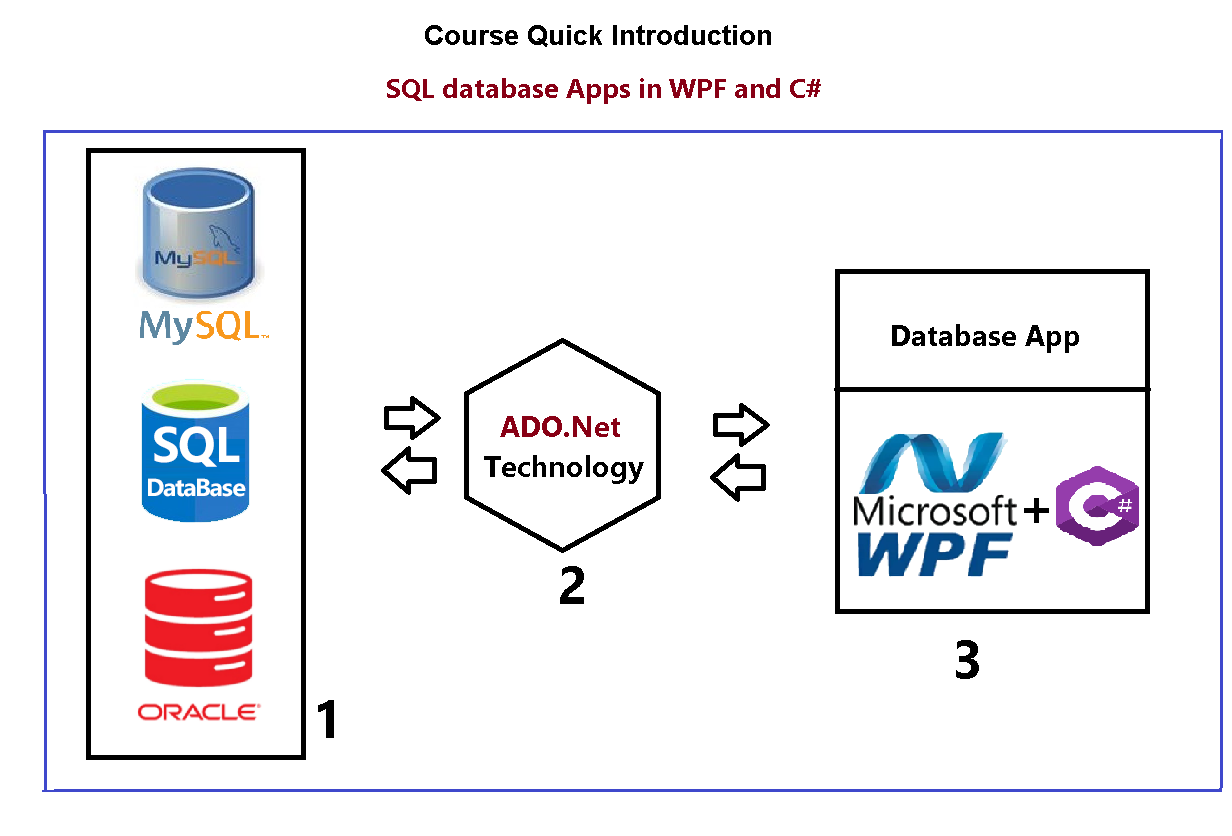 Course Quick Introduction
SQL database Apps in WPF and C#
MySQL
MySQL™
SQL
DataBase
ORACLE®
1
ADO.Net
Technology
2
Database App
Microsoft
WPF
+
C#
3